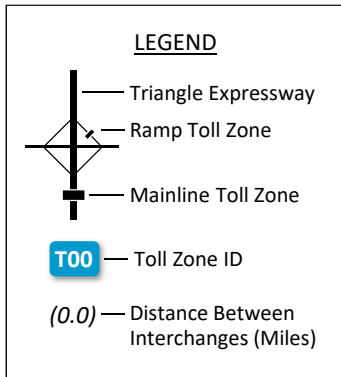 LEGEND
Triangle Expressway
Ramp Toll Zone
Mainline Toll Zone
T00 Toll Zone ID
(0.0) Distance Between
Interchanges (Miles)